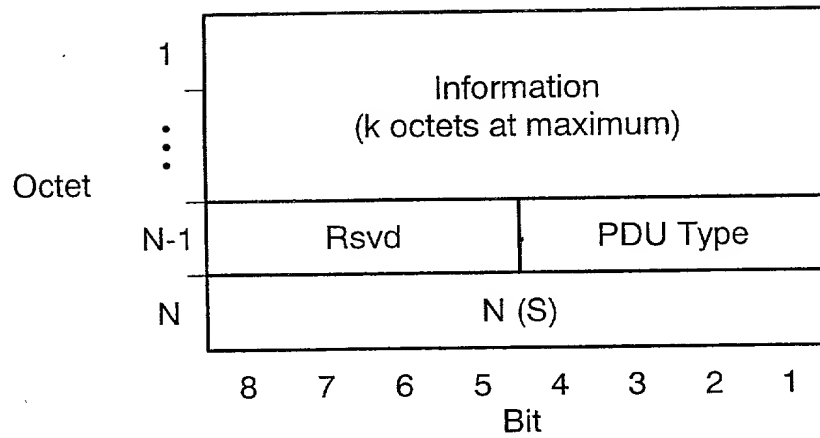 1
Information
(k octets at maximum)
Octet
N-1 Rsvd PDU Type
N N (S)
8 7 6 5 4 3 2 1
Bit